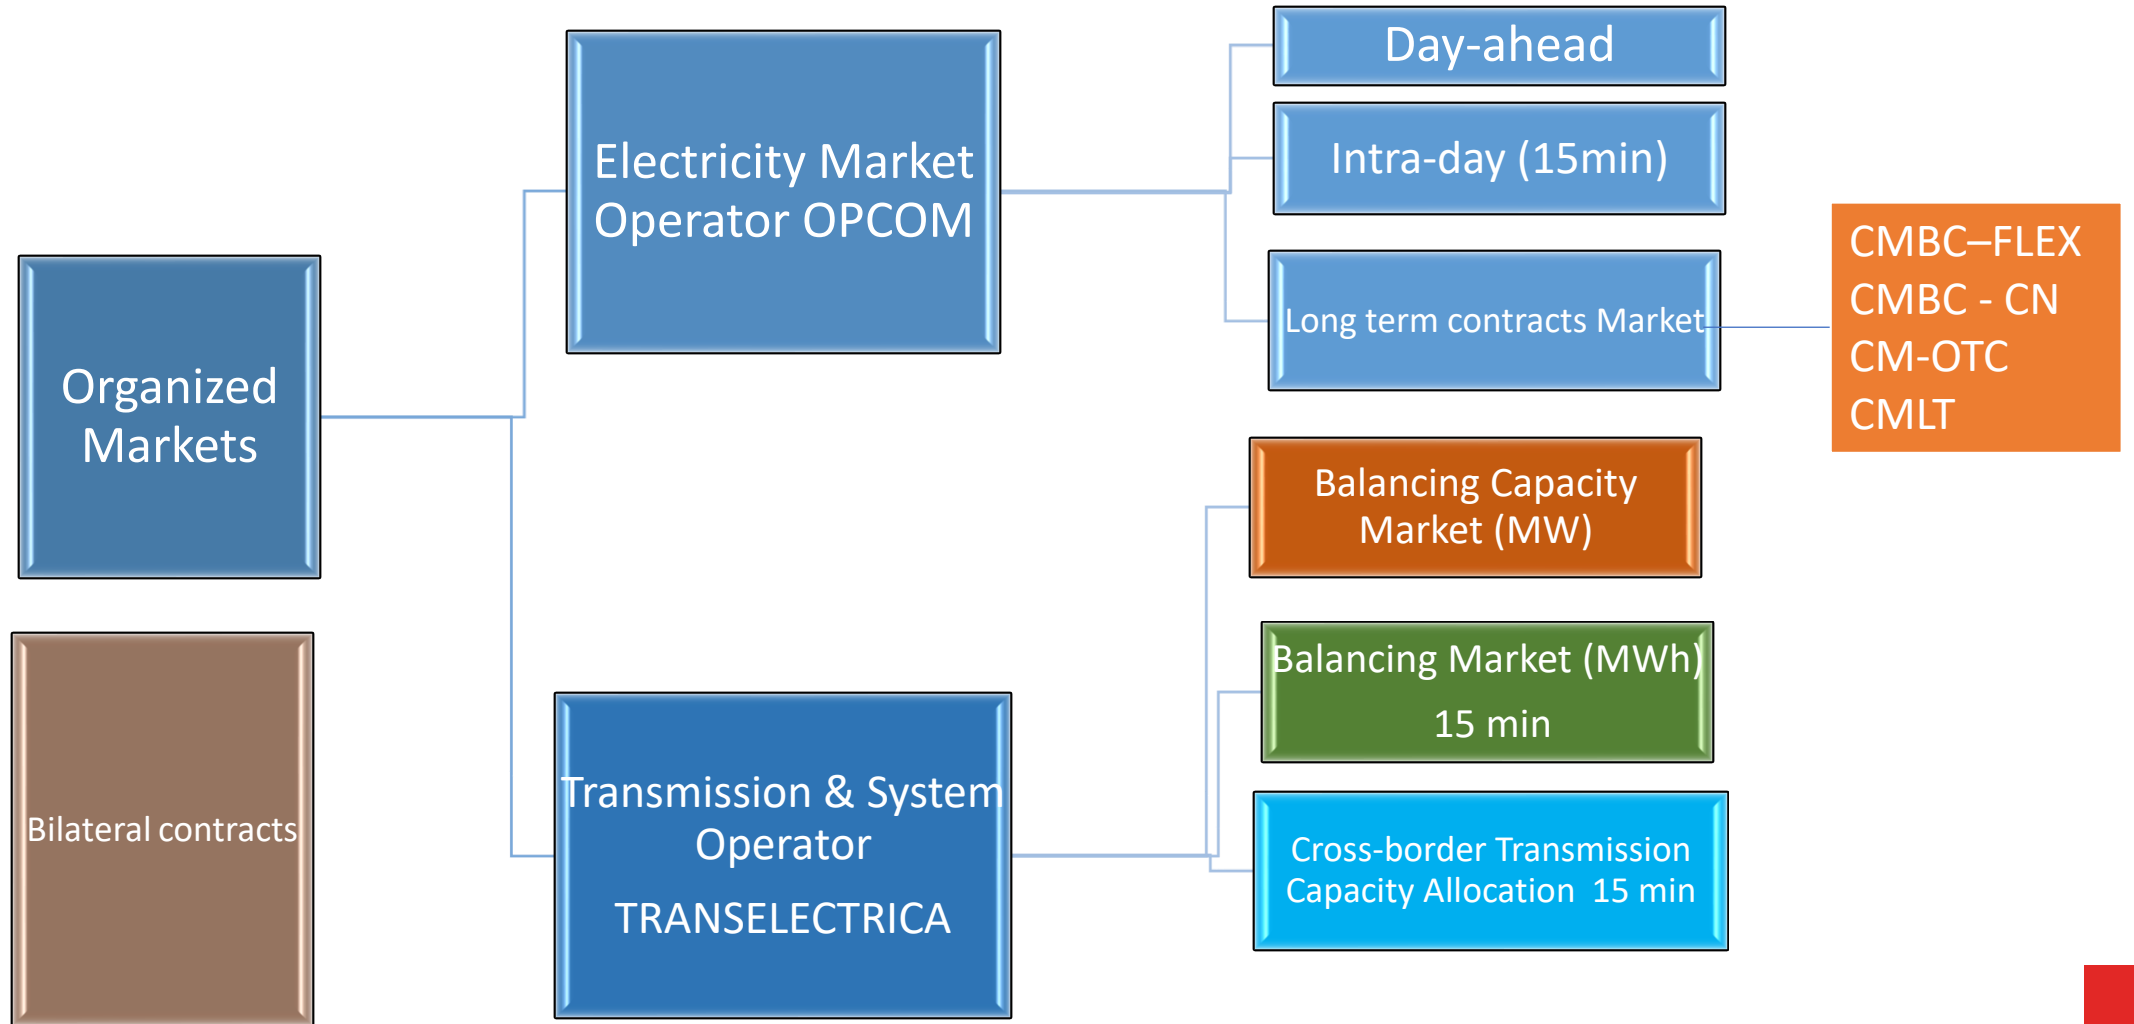 Organized
Markets
Bilateral contracts
Electricity Market
Operator OPCOM
Transmission & System
Operator
TRANSELECTRICA
Day-ahead
Intra-day (15min)
Long term contracts Market
CMBC–FLEX
CMBC - CN
CM-OTC
CMLT
Balancing Capacity
Market (MW)
Balancing Market (MWh)
15 min
Cross-border Transmission
Capacity Allocation  15 min